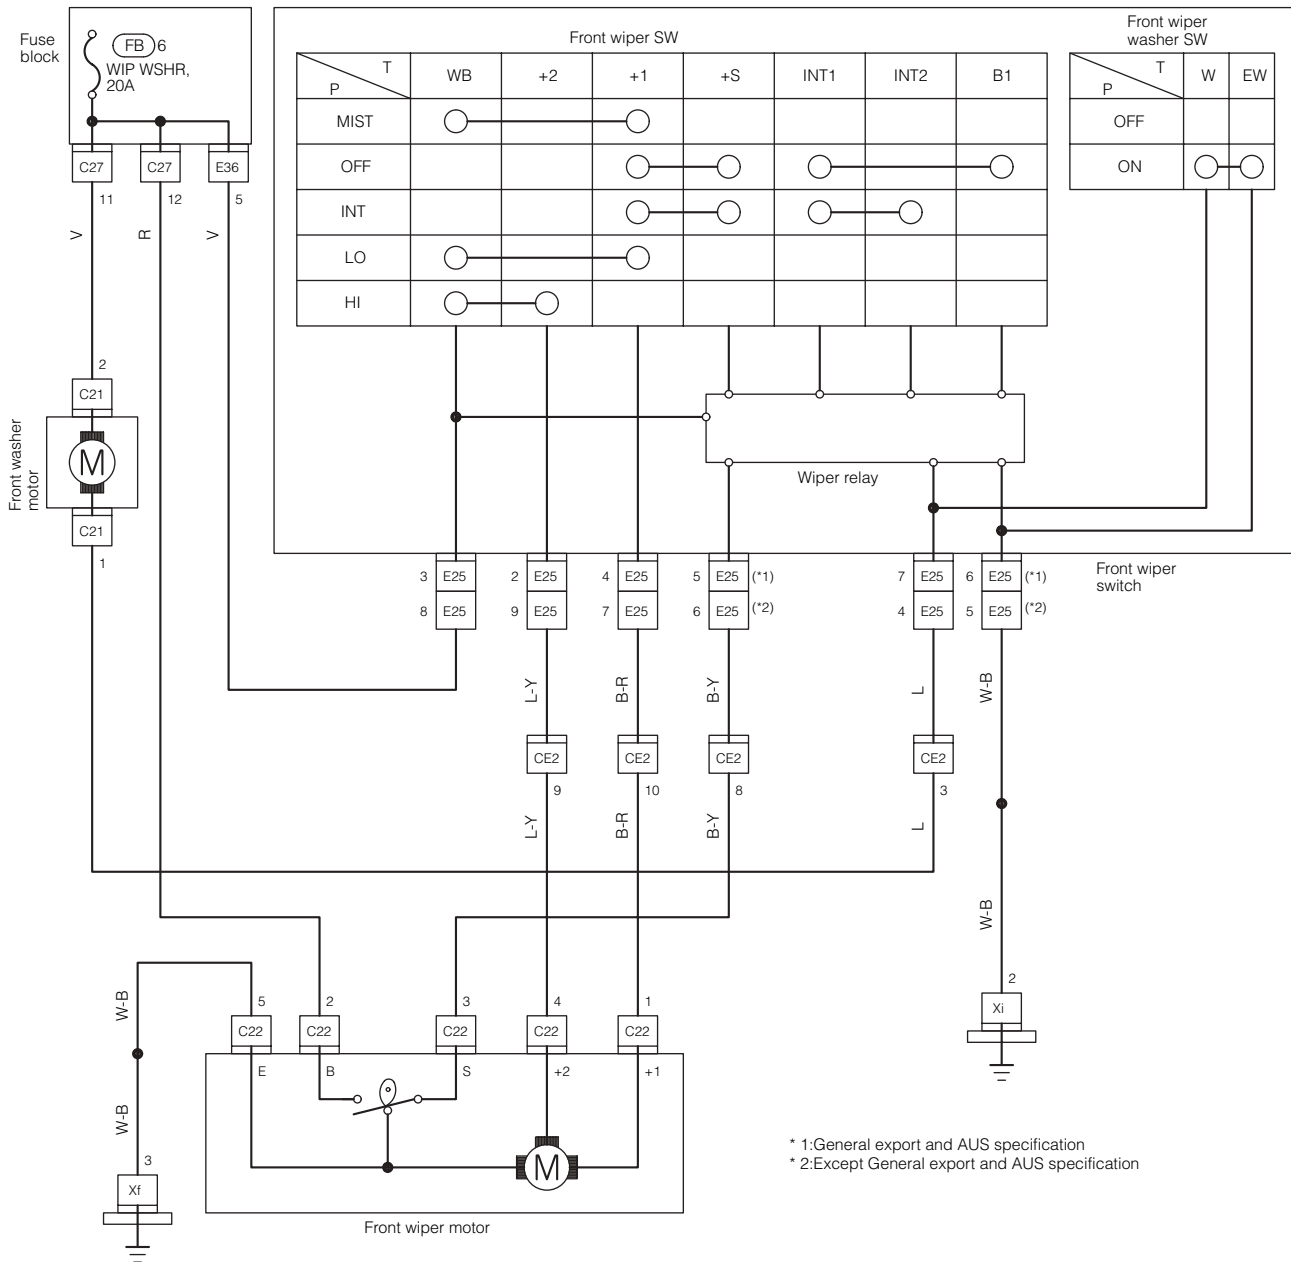 Fuse
block
FB 6
WIP WSHR,
20A
C27
C27
E36
11
12
5
V
R
V
Front wiper SW
T
P
WB
+2
+1
+S
INT1
INT2
B1
MIST
OFF
INT
LO
HI
Front wiper
washer SW
T
P
W
EW
OFF
ON
2
C21
M
Front washer
motor
C21
1
Wiper relay
Front wiper
switch
3 E25
2 E25
4 E25
5 E25 (*1)
7 E25
6 E25 (*1)
8 E25
9 E25
7 E25
6 E25 (*2)
4 E25
5 E25 (*2)
L-Y
B-R
B-Y
L
W-B
CE2
CE2
CE2
CE2
9
10
8
3
L-Y
B-R
B-Y
L
W-B
2
Xi
W-B
W-B
3
Xf
5
2
3
4
1
C22
C22
C22
C22
C22
E
B
S
+2
+1
M
Front wiper motor
* 1:General export and AUS specification
* 2:Except General export and AUS specification